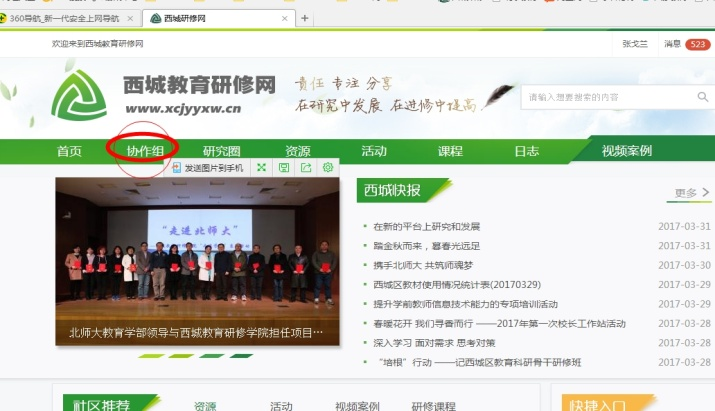 360导航_新一代安全上网导航
西城研修网
欢迎来到西城教育研修网
张戈兰 消息 523
西城教育研修网
www.xcjyyxw.cn
责任 专注 分享
在研究中发展 在进修中提高
请输入想要搜索的内容
首页 协作组 研究圈 资源 活动 课程 日志 视频案例
发送图片到手机
“走进北师大”
北师大教育学部领导与西城教育研修学院担任项目…
西城快报
更多
在新的平台上研究和发展 2017-03-31
踏金秋而来，暮春光远足 2017-03-31
携手北师大 共筑师魂梦 2017-03-30
西城区教材使用情况统计表(20170329) 2017-03-29
提升学前教师信息技术能力的专项培训活动 2017-03-29
春暖花开 我们寻香而行 ——2017年第一次校长工作站活动 2017-03-28
深入学习 面对需求 思考对策 2017-03-28
“培根”行动 ——记西城区教育科研骨干研修班 2017-03-28
社区推荐 资源 活动 视频案例 研修课程
快捷入口